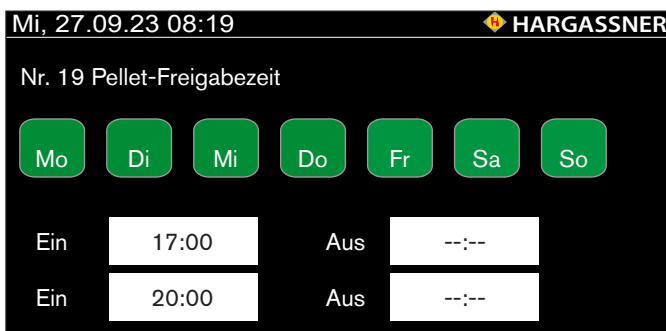 Mi, 27.09.23 08:19 H HARGASSNER
Nr. 19 Pellet-Freigabezeit
Mo Di Mi Do Fr Sa So
Ein 17:00 Aus --:--
Ein 20:00 Aus --:--